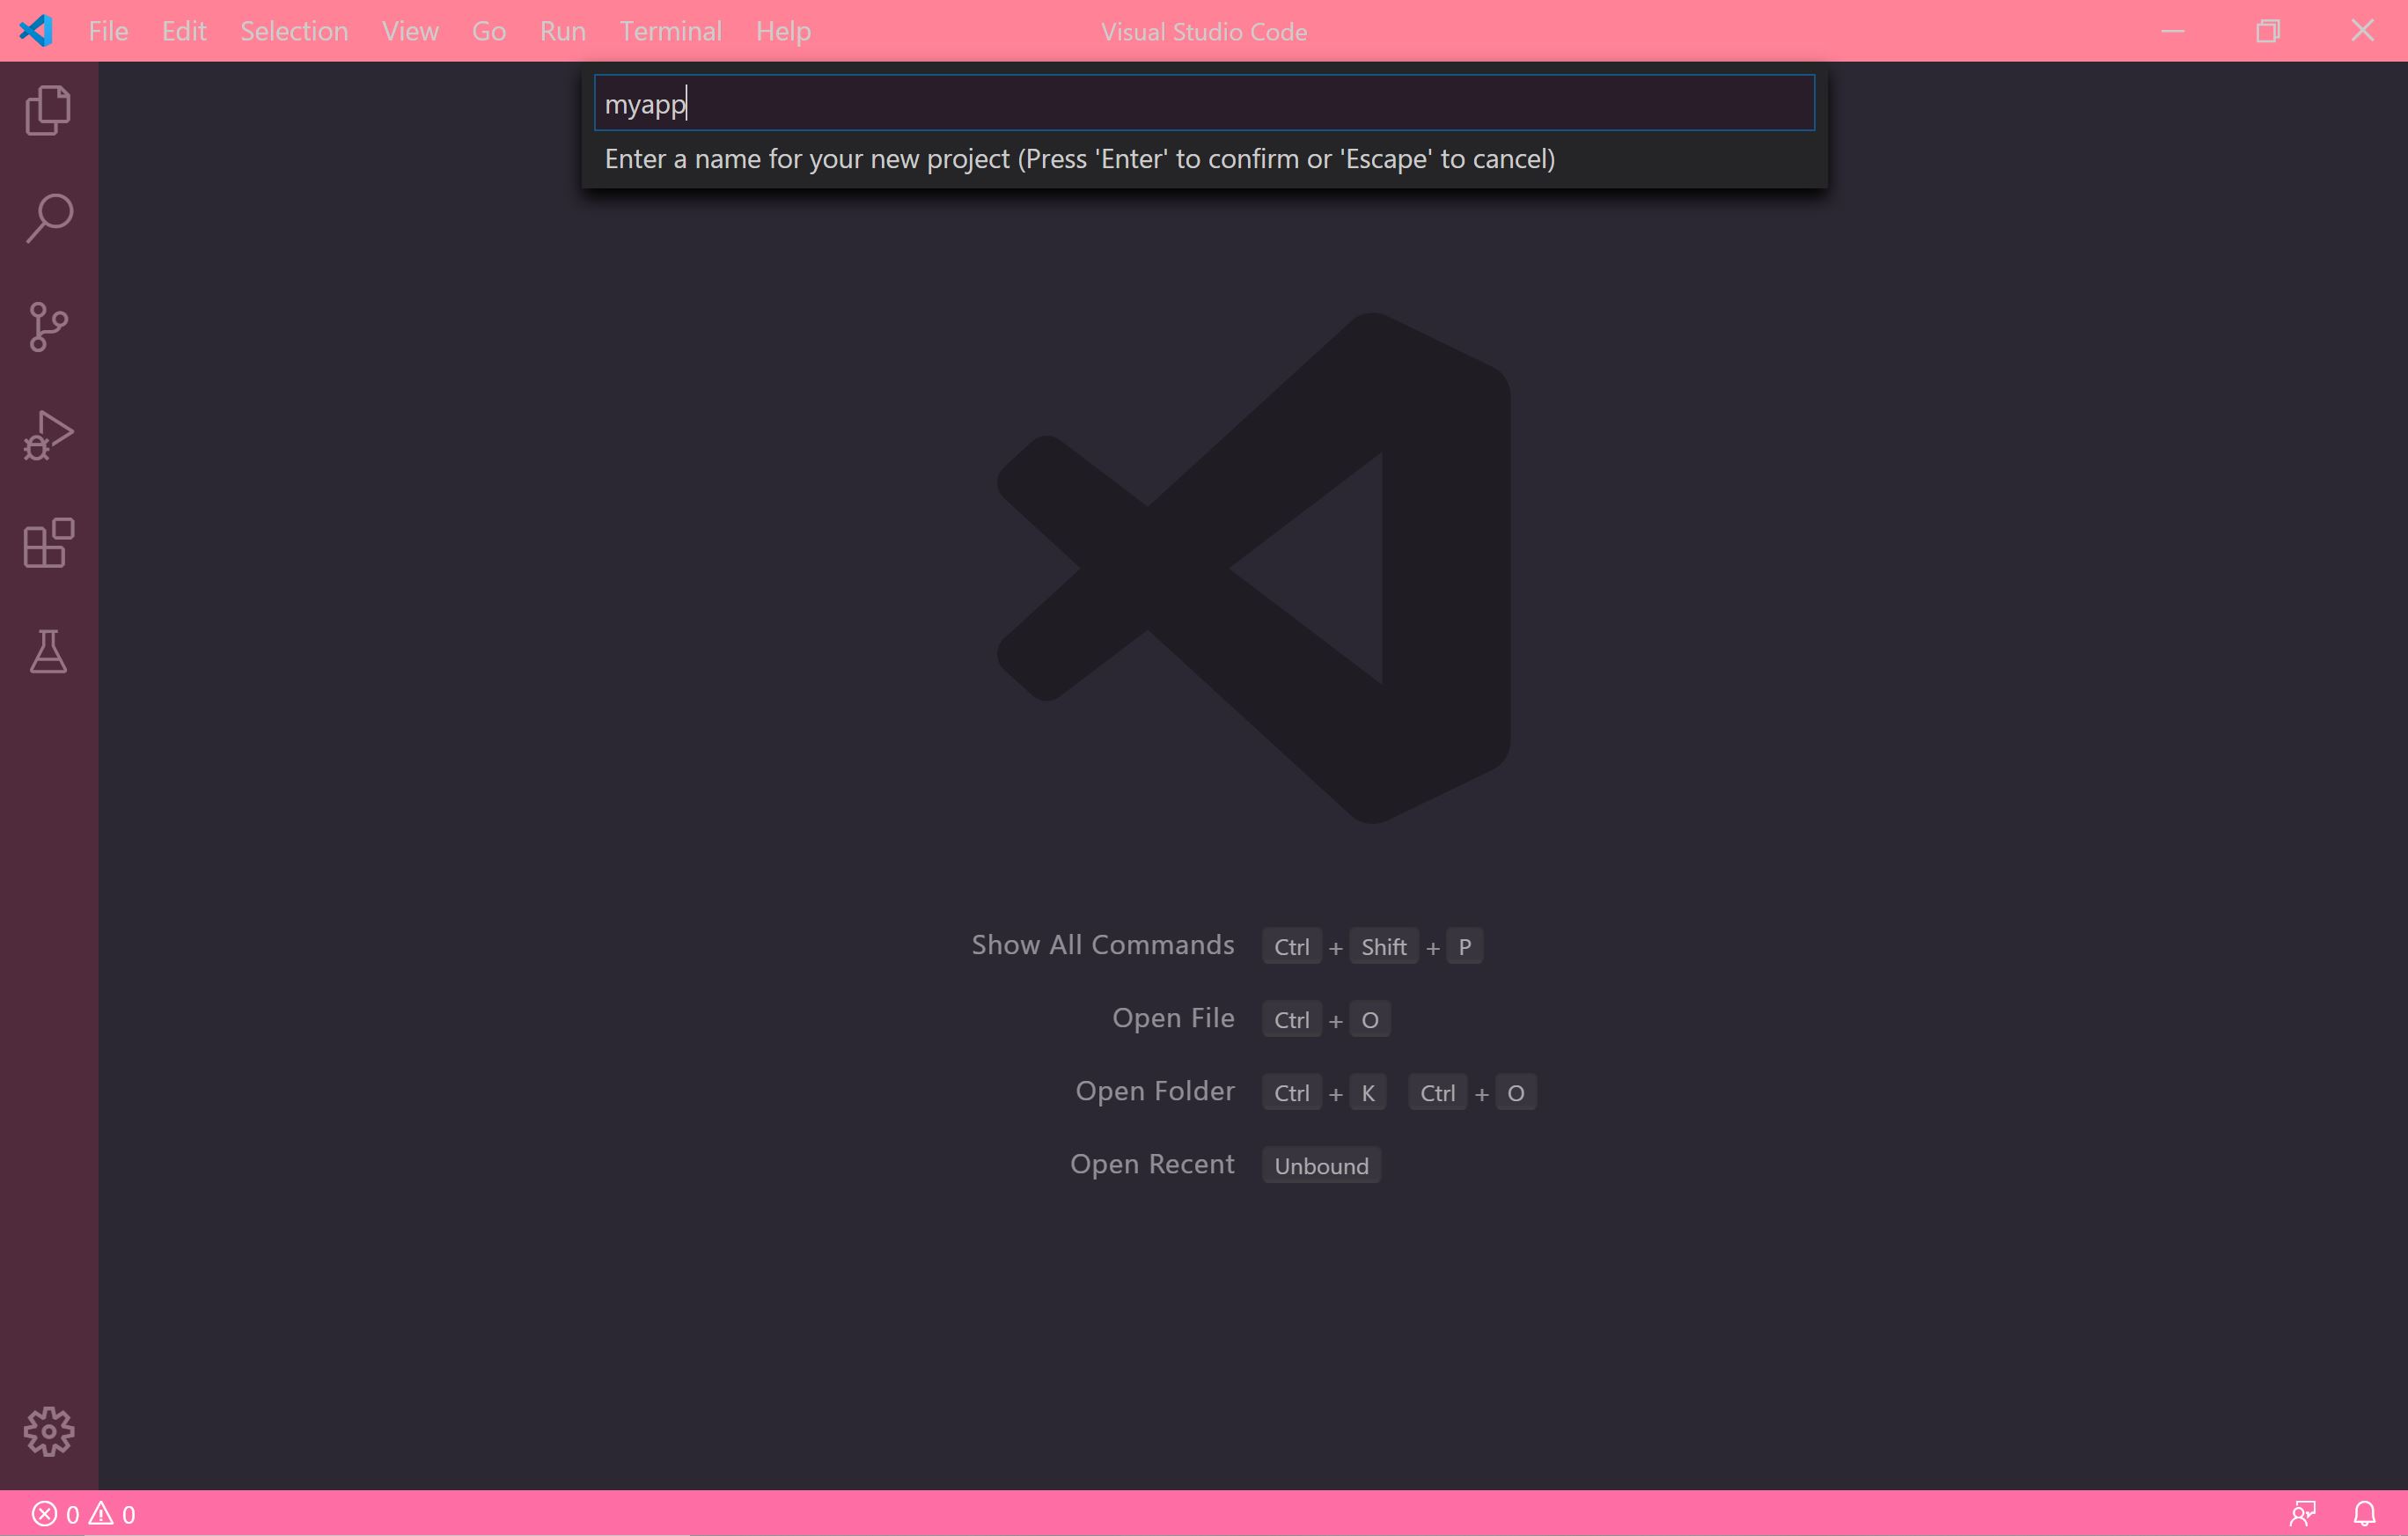 File Edit Selection View Go Run Terminal Help Visual Studio Code
myapp
Enter a name for your new project (Press 'Enter' to confirm or 'Escape' to cancel)
Show All Commands Ctrl + Shift + P
Open File Ctrl + O
Open Folder Ctrl + K Ctrl + O
Open Recent Unbound
0 0